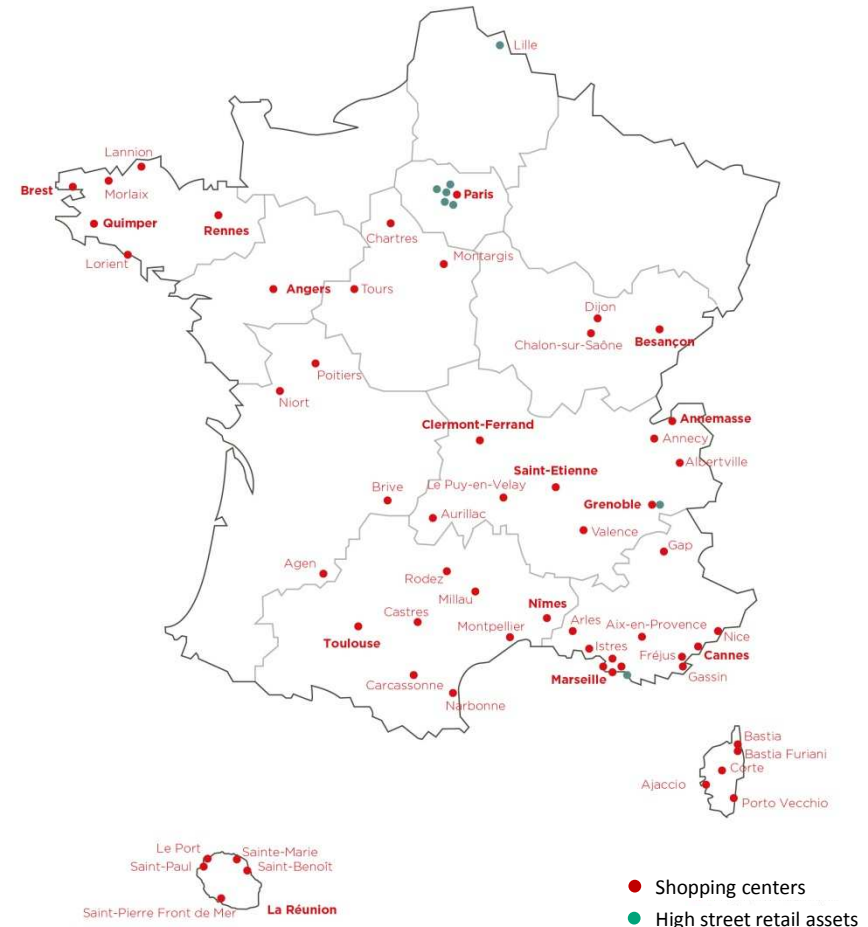 Lille
Lannion
Brest
Morlaix
Paris
Quimper
Rennes
Chartres
Lorient
Montargis
Angers
Tours
Dijon
Chalon-sur-Saône
Besançon
Poitiers
Niort
Annemasse
Clermont-Ferrand
Annecy
Albertville
Saint-Etienne
Le Puy-en-Velay
Brive
Grenoble
Aurillac
Valence
Gap
Agen
Rodez
Millau
Nîmes
Castres
Arles
Aix-en-Provence
Montpellier
Nice
Toulouse
Istres
Fréjus
Cannes
Marseille
Gassin
Carcassonne
Narbonne
Bastia
Bastia Furiani
Corte
Ajaccio
Porto Vecchio
Le Port
Sainte-Marie
Saint-Paul
Saint-Benoît
Saint-Pierre Front de Mer
La Réunion
Shopping centers
High street retail assets